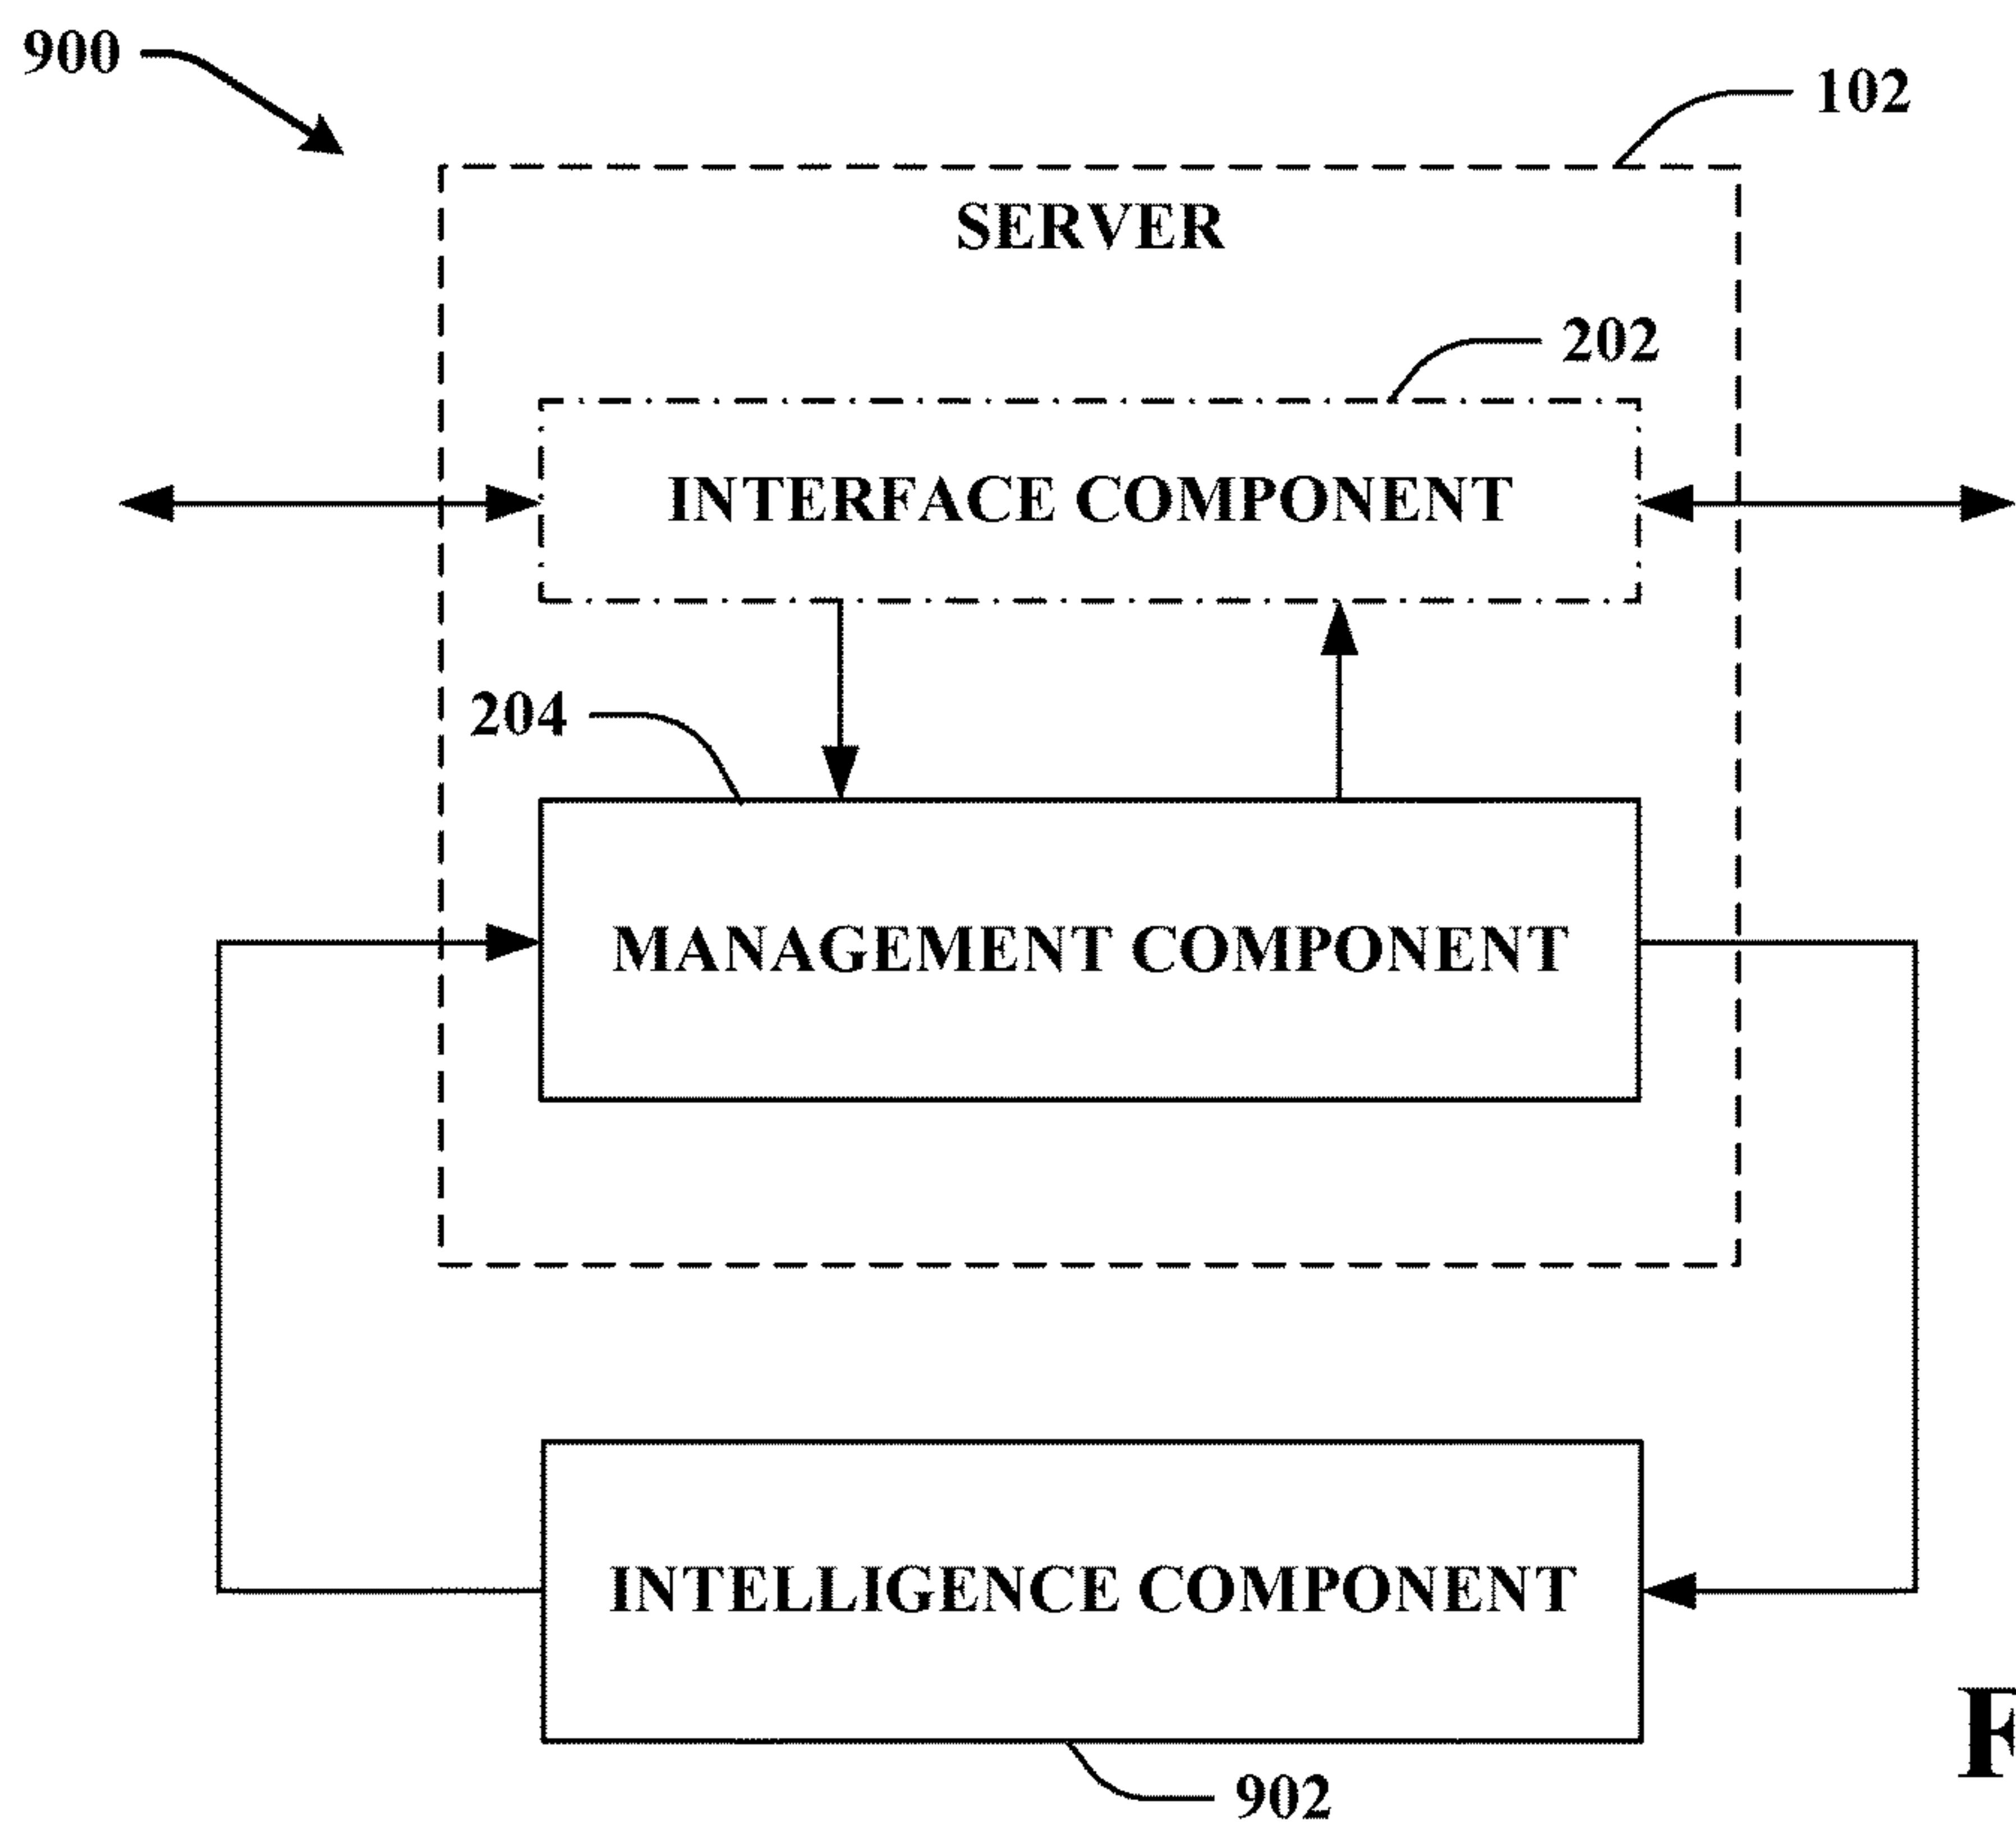 900
102
SERVER
202
INTERFACE COMPONENT
204
MANAGEMENT COMPONENT
INTELLIGENCE COMPONENT
F
902